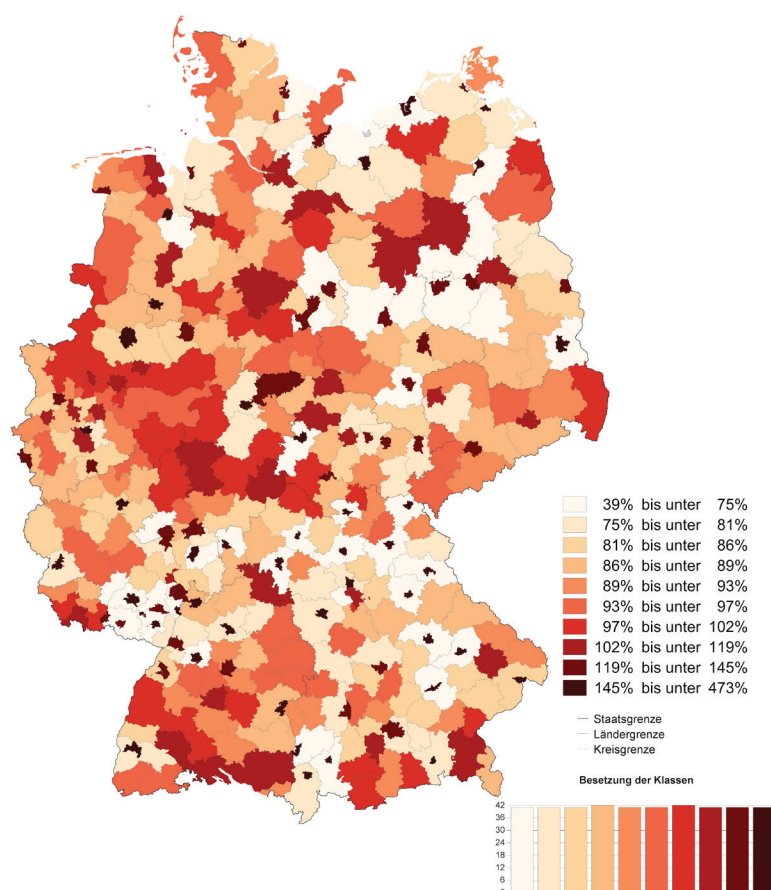 39% bis unter 75%
75% bis unter 81%
81% bis unter 86%
86% bis unter 89%
89% bis unter 93%
93% bis unter 97%
97% bis unter 102%
102% bis unter 119%
119% bis unter 145%
145% bis unter 473%
Staatsgrenze
Ländergrenze
Kreisgrenze
Besetzung der Klassen
42
36
30
24
18
12
6